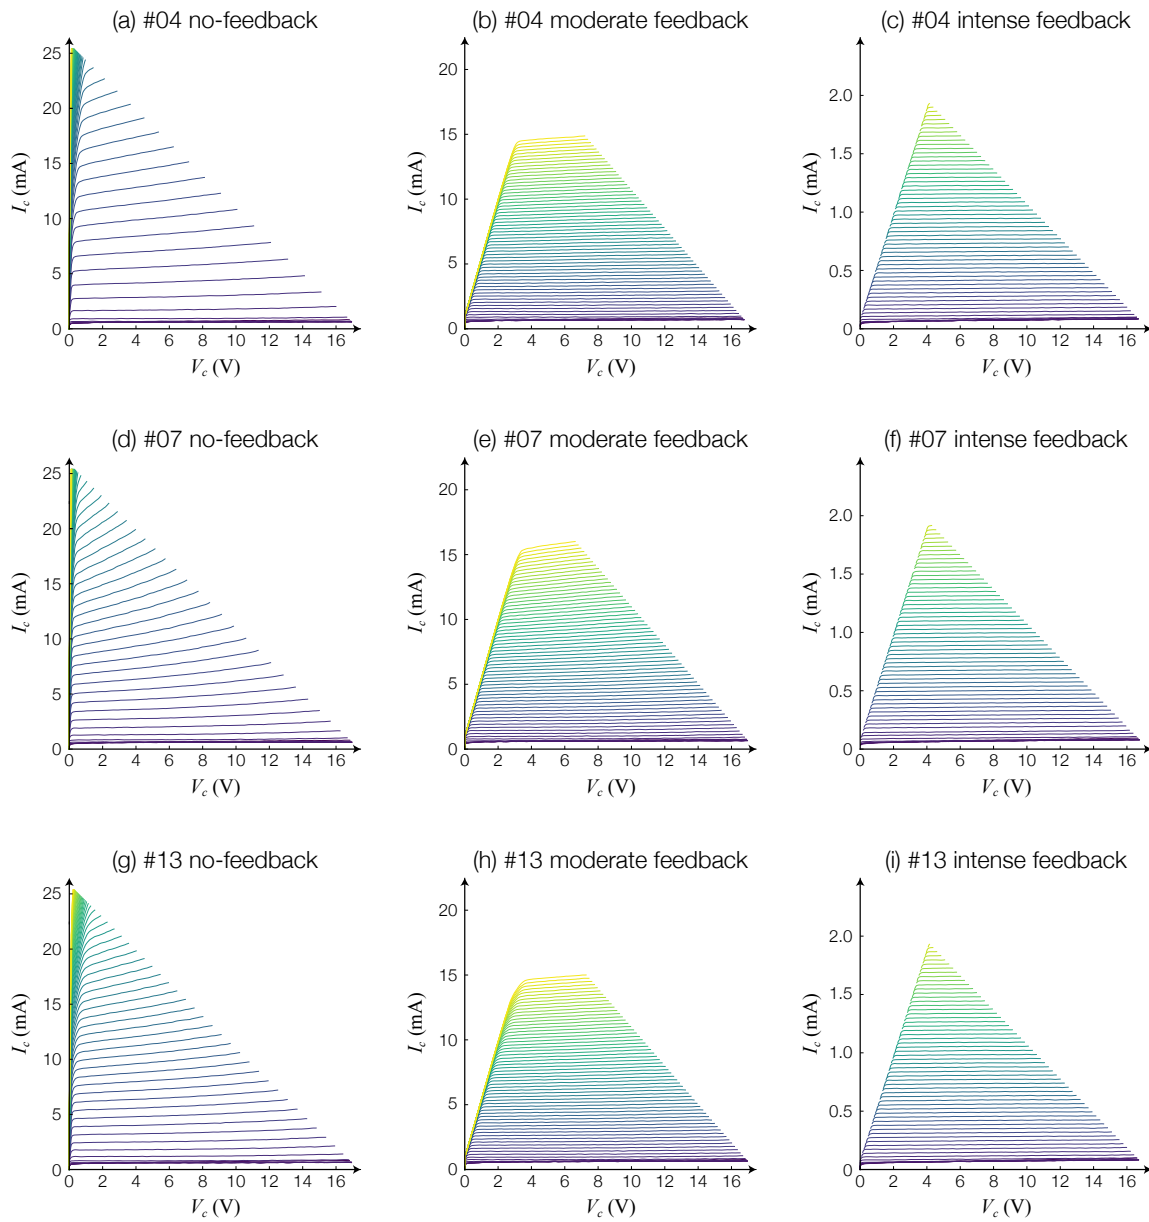 (a) #04 no-feedback
(b) #04 moderate feedback
(c) #04 intense feedback
25
20
15
10
5
0
I_c (mA)
0 2 4 6 8 10 12 14 16
V_c (V)
20
15
10
5
0
I_c (mA)
0 2 4 6 8 10 12 14 16
V_c (V)
2.0
1.5
1.0
0.5
0
I_c (mA)
0 2 4 6 8 10 12 14 16
V_c (V)
(d) #07 no-feedback
(e) #07 moderate feedback
(f) #07 intense feedback
25
20
15
10
5
0
I_c (mA)
0 2 4 6 8 10 12 14 16
V_c (V)
20
15
10
5
0
I_c (mA)
0 2 4 6 8 10 12 14 16
V_c (V)
2.0
1.5
1.0
0.5
0
I_c (mA)
0 2 4 6 8 10 12 14 16
V_c (V)
(g) #13 no-feedback
(h) #13 moderate feedback
(i) #13 intense feedback
25
20
15
10
5
0
I_c (mA)
0 2 4 6 8 10 12 14 16
V_c (V)
20
15
10
5
0
I_c (mA)
0 2 4 6 8 10 12 14 16
V_c (V)
2.0
1.5
1.0
0.5
0
I_c (mA)
0 2 4 6 8 10 12 14 16
V_c (V)